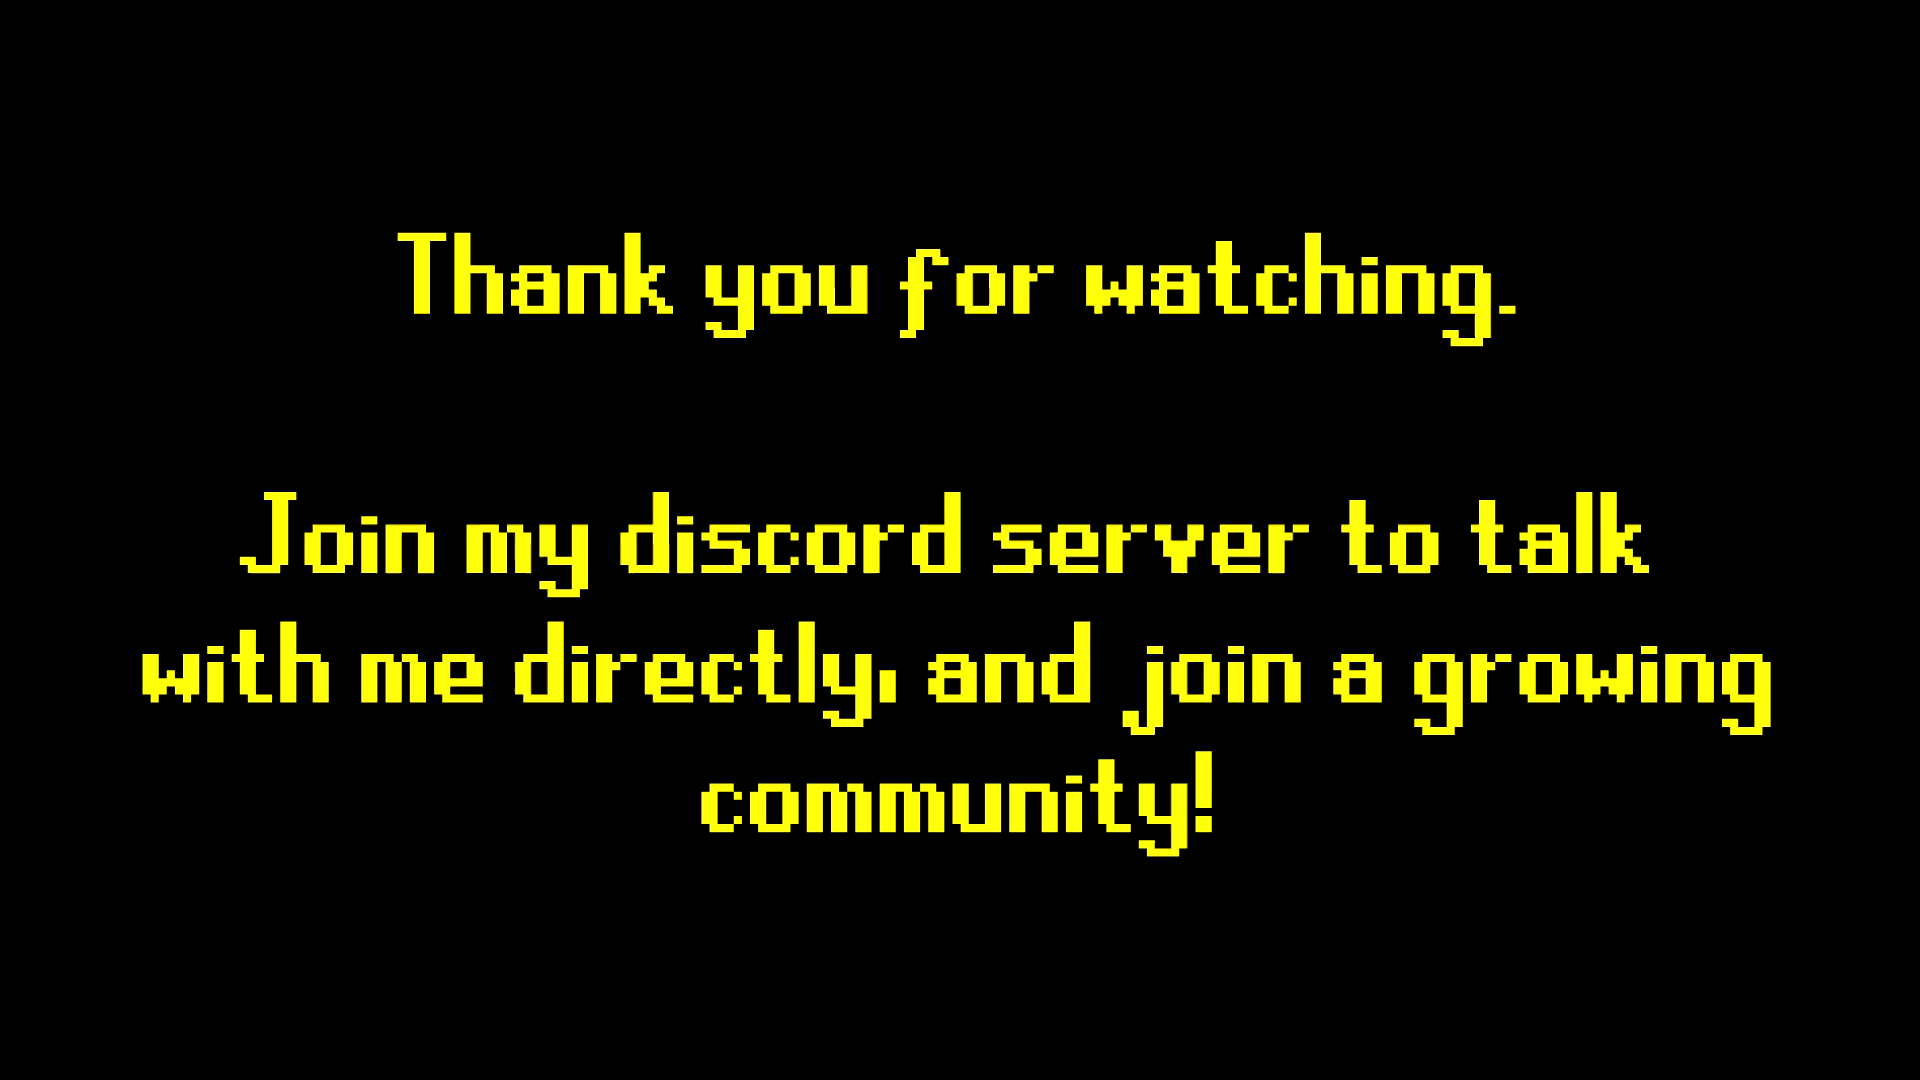 Thank you for watching.
Join my discord server to talk
with me directly, and join a growing
community!